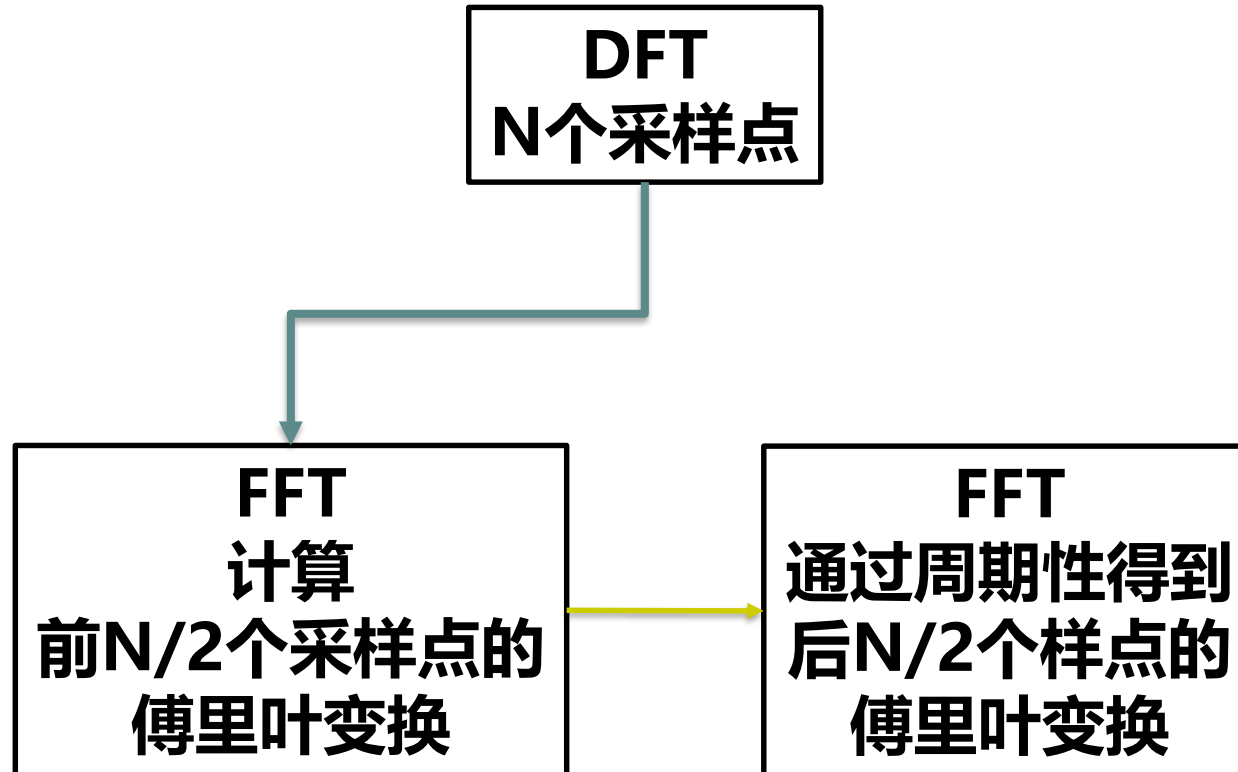 DFT
N个采样点
FFT
计算
前N/2个采样点的
傅里叶变换
FFT
通过周期性得到
后N/2个样点的
傅里叶变换